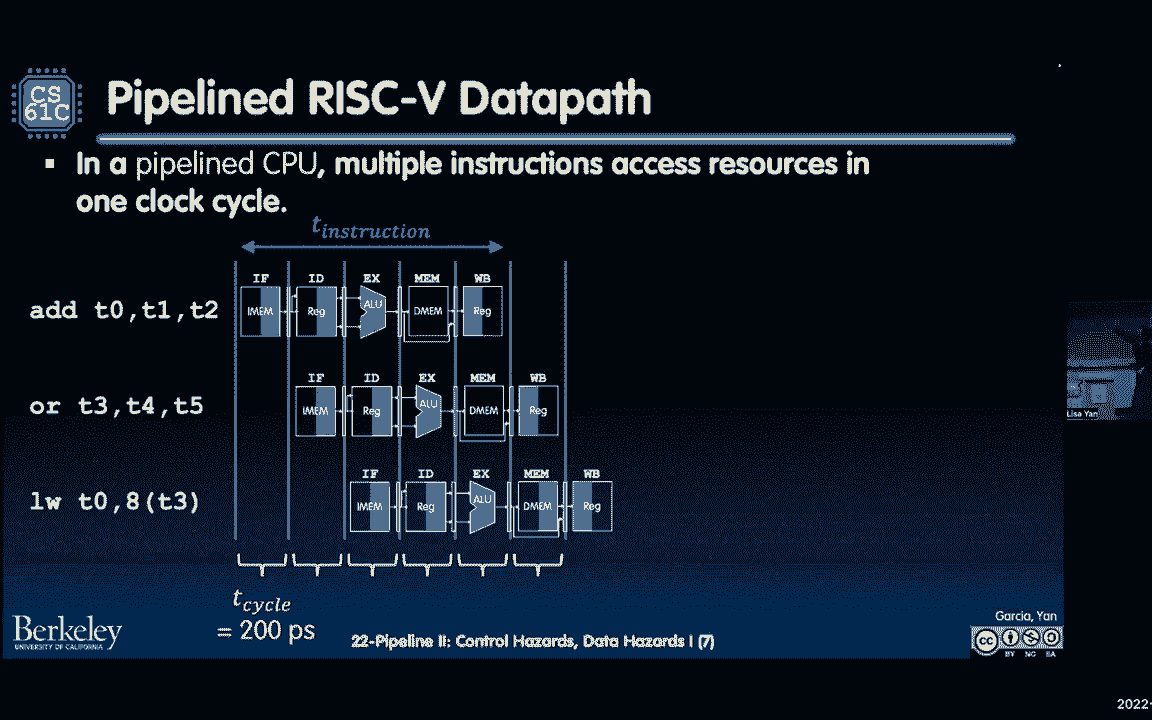 CS
61C
Pipelined RISC-V Datapath
▪ In a pipelined CPU, multiple instructions access resources in
one clock cycle.
t_instruction
IF ID EX MEM WB
add t0,t1,t2
IMEM Reg ALU DMEM Reg
IF ID EX MEM WB
or t3,t4,t5
IMEM Reg ALU DMEM Reg
IF ID EX MEM WB
lw t0,8(t3)
IMEM Reg ALU DMEM Reg
t_cycle
= 200 ps
Lisa Yan
Berkeley
UNIVERSITY OF CALIFORNIA
22-Pipeline II: Control Hazards, Data Hazards I (7)
Garcia, Yan
cc
BY NC SA
2022-